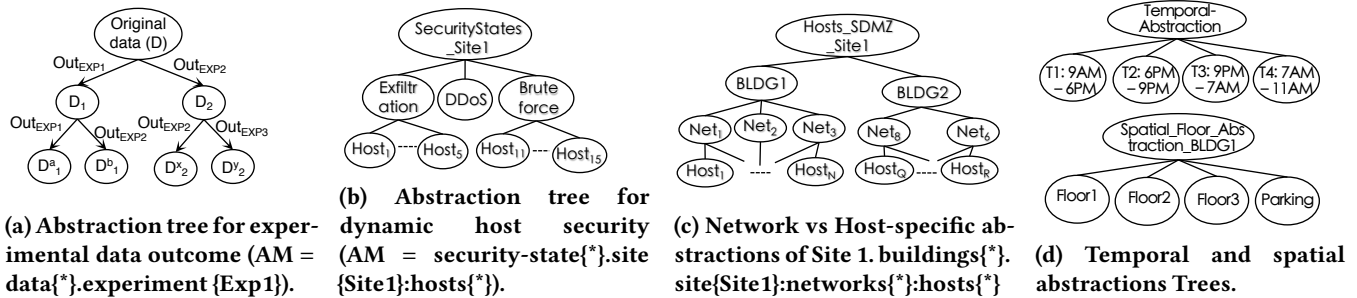 Original
data (D)
Out_EXP1
Out_EXP2
D_1
D_2
Out_EXP1
Out_EXP2
Out_EXP2
Out_EXP3
D^a_1
D^b_1
D^x_2
D^y_2
(a) Abstraction tree for exper-
imental data outcome (AM =
data{*}.experiment {Exp1}).
SecurityStates
_Site1
Exfiltr
ation
DDoS
Brute
force
Host_1 ---- Host_5
Host_11 --- Host_15
(b) Abstraction tree for
dynamic host security
(AM = security-state{*}.site
{Site1}:hosts{*}).
Hosts_SDMZ
_Site1
BLDG1
BLDG2
Net_1
Net_2
Net_3
Net_8
Net_6
Host_1 ---- Host_N
Host_Q ---- Host_R
(c) Network vs Host-specific ab-
stractions of Site 1. buildings{*}.
site{Site1}:networks{*}:hosts{*}
Temporal-
Abstraction
T1: 9AM
– 6PM
T2: 6PM
– 9PM
T3: 9PM
– 7AM
T4: 7AM
– 11AM
Spatial_Floor_Abs
traction_BLDG1
Floor1
Floor2
Floor3
Parking
(d) Temporal and spatial
abstractions Trees.